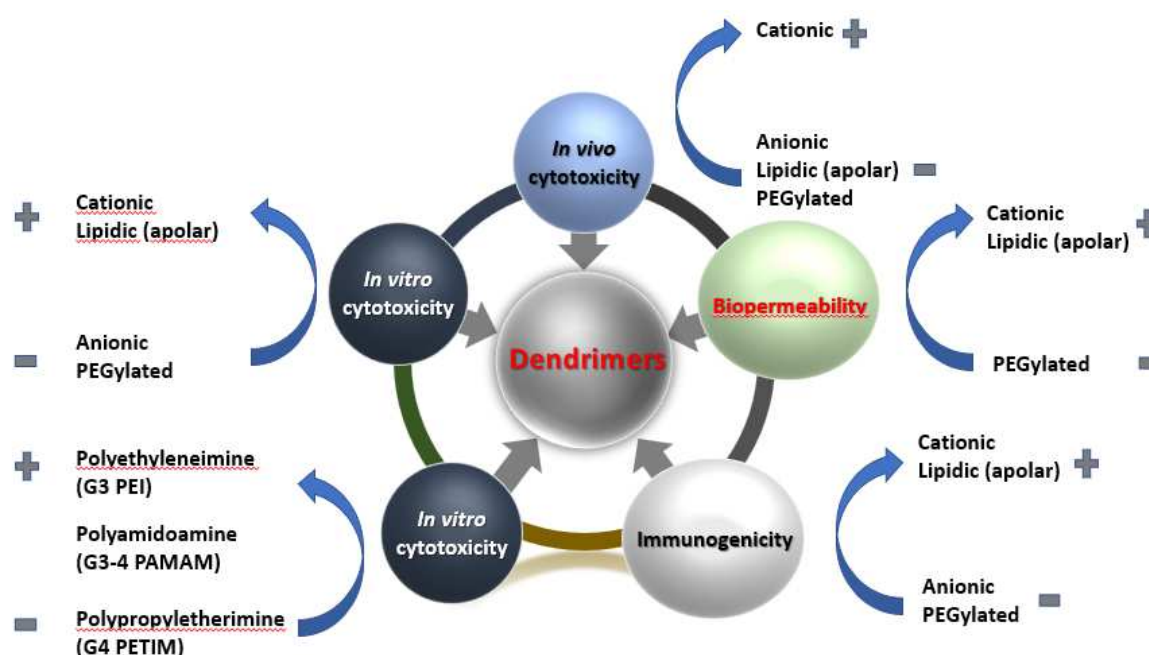 Cationic
Anionic
Lipidic (apolar)
PEGylated
In vivo
cytotoxicity
Cationic
Lipidic (apolar)
Anionic
PEGylated
In vitro
cytotoxicity
Biopermeability
Cationic
Lipidic (apolar)
PEGylated
Dendrimers
Polyethyleneimine
(G3 PEI)
Polyamidoamine
(G3-4 PAMAM)
Polypropyletherimine
(G4 PETIM)
In vitro
cytotoxicity
Immunogenicity
Cationic
Lipidic (apolar)
Anionic
PEGylated